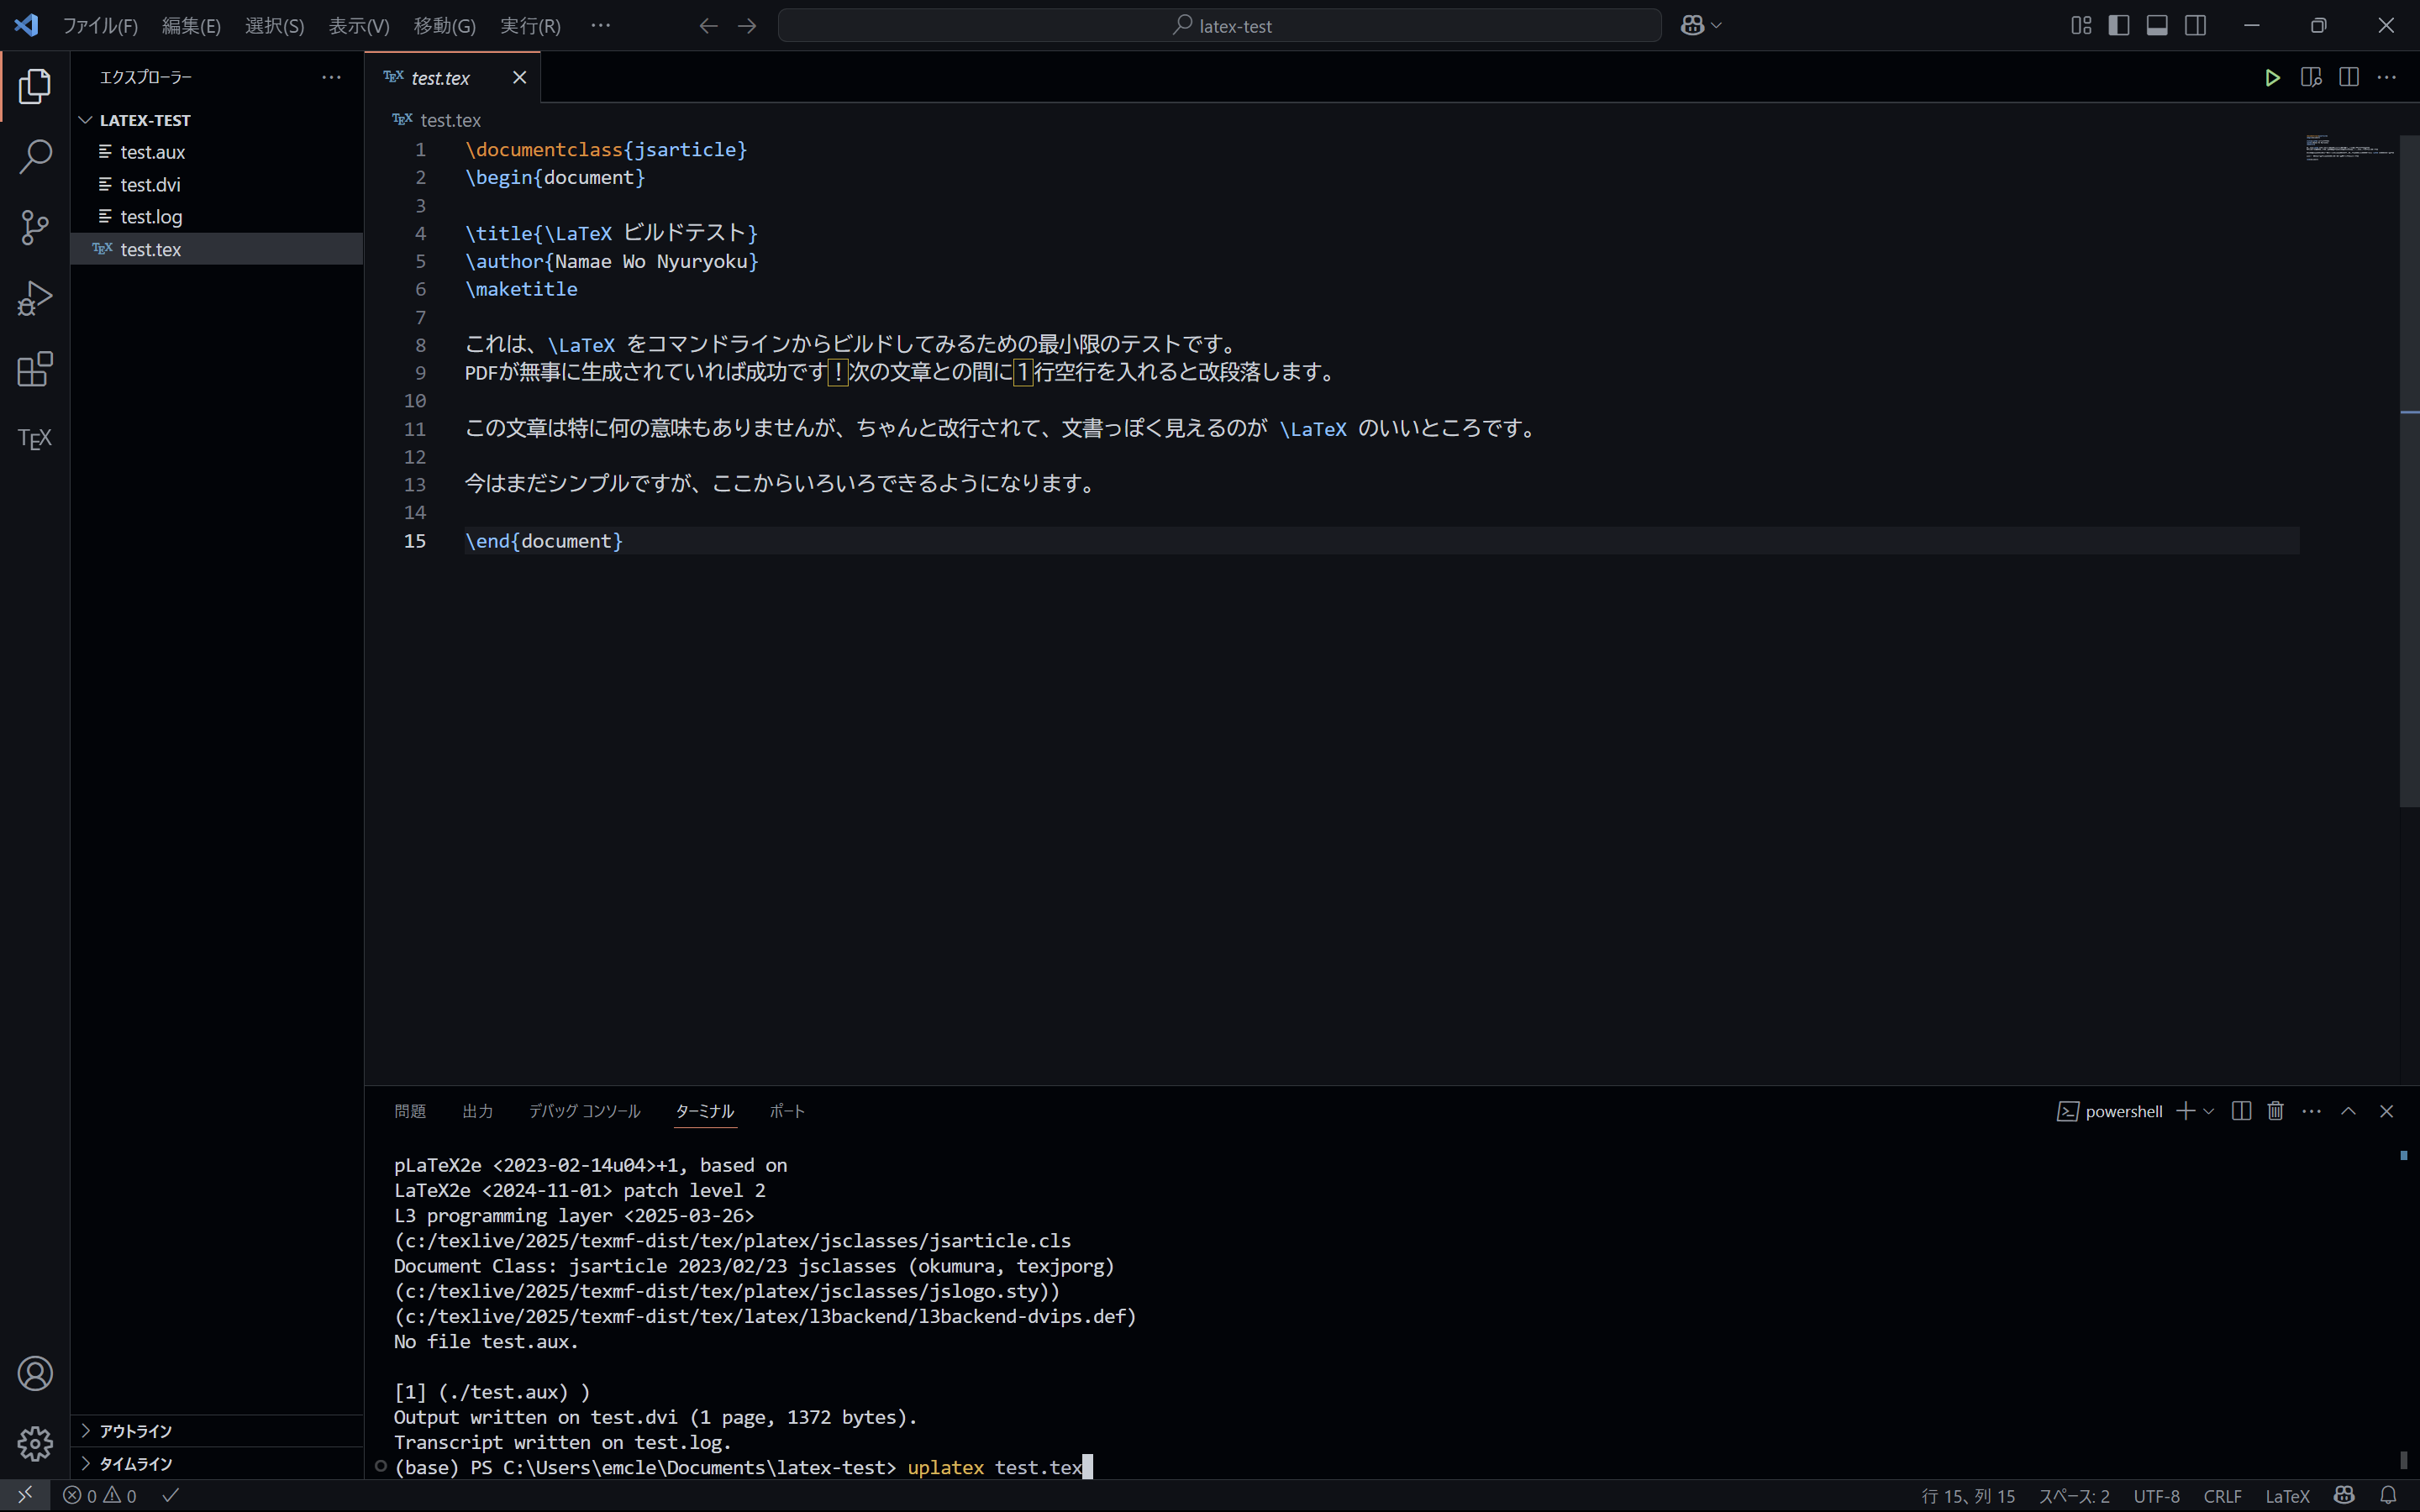 ファイル(F) 編集(E) 選択(S) 表示(V) 移動(G) 実行(R) ··· latex-test
エクスプローラー ···
LATEX-TEST
test.aux
test.dvi
test.log
TEX test.tex
TEX
アウトライン
タイムライン
TEX test.tex
TEX test.tex
1 \documentclass{jsarticle}
2 \begin{document}
3
4 \title{\LaTeX ビルドテスト}
5 \author{Namae Wo Nyuryoku}
6 \maketitle
7
8 これは、\LaTeX をコマンドラインからビルドしてみるための最小限のテストです。
9 PDFが無事に生成されていれば成功です！次の文章との間に１行空行を入れると改段落します。
10
11 この文章は特に何の意味もありませんが、ちゃんと改行されて、文書っぽく見えるのが \LaTeX のいいところです。
12
13 今はまだシンプルですが、ここからいろいろできるようになります。
14
15 \end{document}
問題 出力 デバッグ コンソール ターミナル ポート powershell
pLaTeX2e <2023-02-14u04>+1, based on
LaTeX2e <2024-11-01> patch level 2
L3 programming layer <2025-03-26>
(c:/texlive/2025/texmf-dist/tex/platex/jsclasses/jsarticle.cls
Document Class: jsarticle 2023/02/23 jsclasses (okumura, texjporg)
(c:/texlive/2025/texmf-dist/tex/platex/jsclasses/jslogo.sty))
(c:/texlive/2025/texmf-dist/tex/latex/l3backend/l3backend-dvips.def)
No file test.aux.
[1] (./test.aux) )
Output written on test.dvi (1 page, 1372 bytes).
Transcript written on test.log.
(base) PS C:\Users\emcle\Documents\latex-test> uplatex test.tex
0 0 行 15、列 15 スペース: 2 UTF-8 CRLF LaTeX